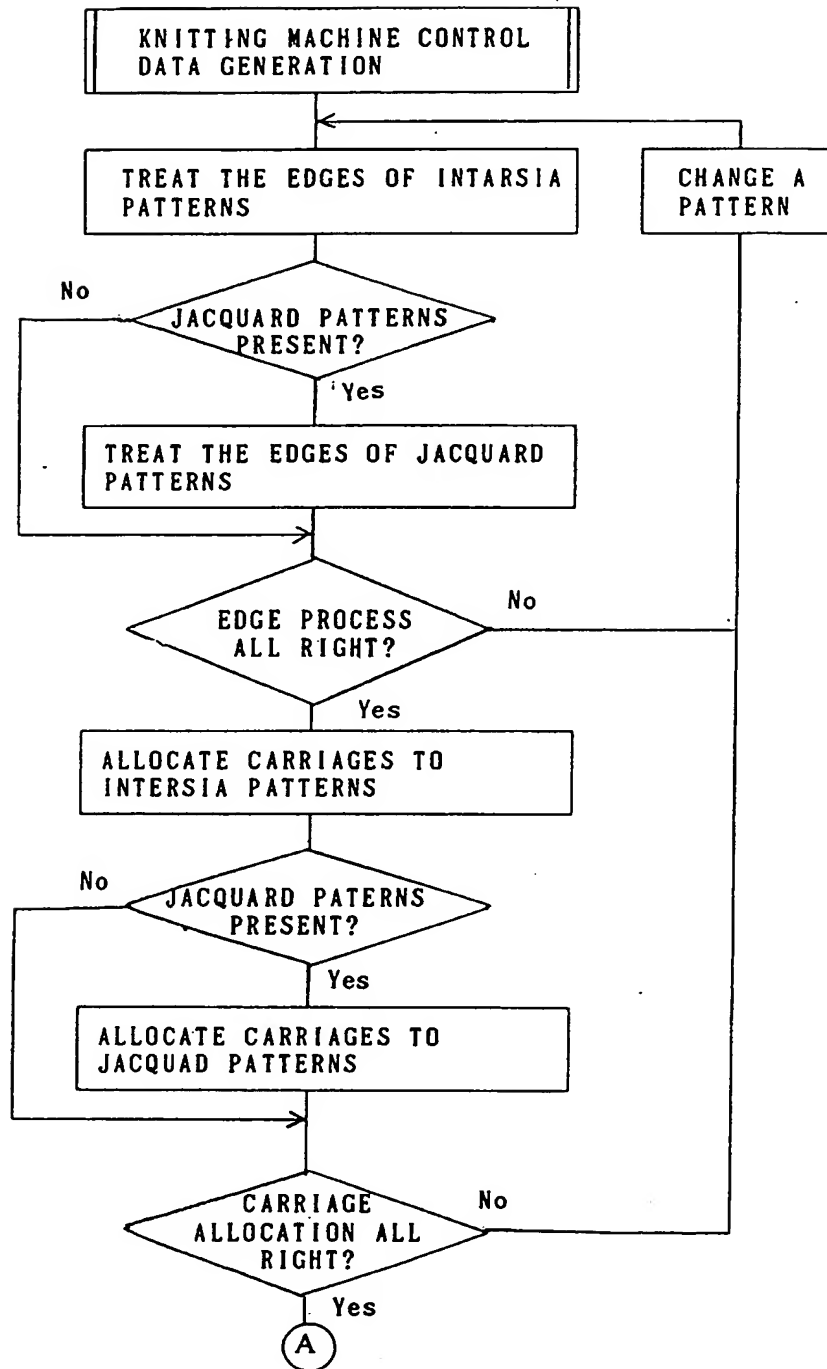 KNITTING MACHINE CONTROL
DATA GENERATION
TREAT THE EDGES OF INTARSIA
PATTERNS
CHANGE A
PATTERN
No
JACQUARD PATTERNS
PRESENT?
Yes
TREAT THE EDGES OF JACQUARD
PATTERNS
EDGE PROCESS
ALL RIGHT?
No
Yes
ALLOCATE CARRIAGES TO
INTERSIA PATTERNS
No
JACQUARD PATERNS
PRESENT?
Yes
ALLOCATE CARRIAGES TO
JACQUAD PATTERNS
CARRIAGE
ALLOCATION ALL
RIGHT?
No
Yes
A